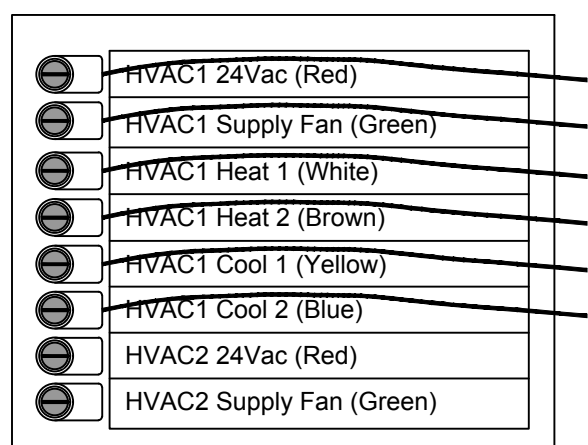 HVAC1 24Vac (Red)
HVAC1 Supply Fan (Green)
HVAC1 Heat 1 (White)
HVAC1 Heat 2 (Brown)
HVAC1 Cool 1 (Yellow)
HVAC1 Cool 2 (Blue)
HVAC2 24Vac (Red)
HVAC2 Supply Fan (Green)